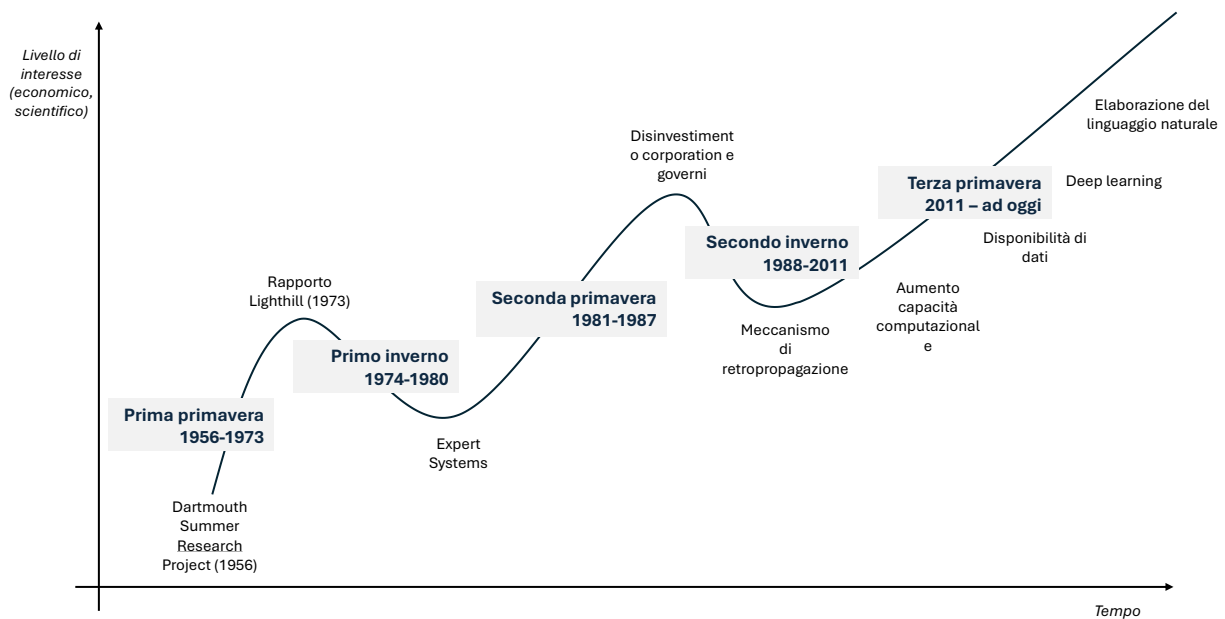 Livello di
interesse
(economico,
scientifico)
Prima primavera
1956-1973
Dartmouth
Summer
Research
Project (1956)
Rapporto
Lighthill (1973)
Primo inverno
1974-1980
Expert
Systems
Seconda primavera
1981-1987
Disinvestiment
o corporation e
governi
Secondo inverno
1988-2011
Meccanismo
di
retropropagazione
Terza primavera
2011 – ad oggi
Aumento
capacità
computazional
e
Disponibilità di
dati
Deep learning
Elaborazione del
linguaggio naturale
Tempo